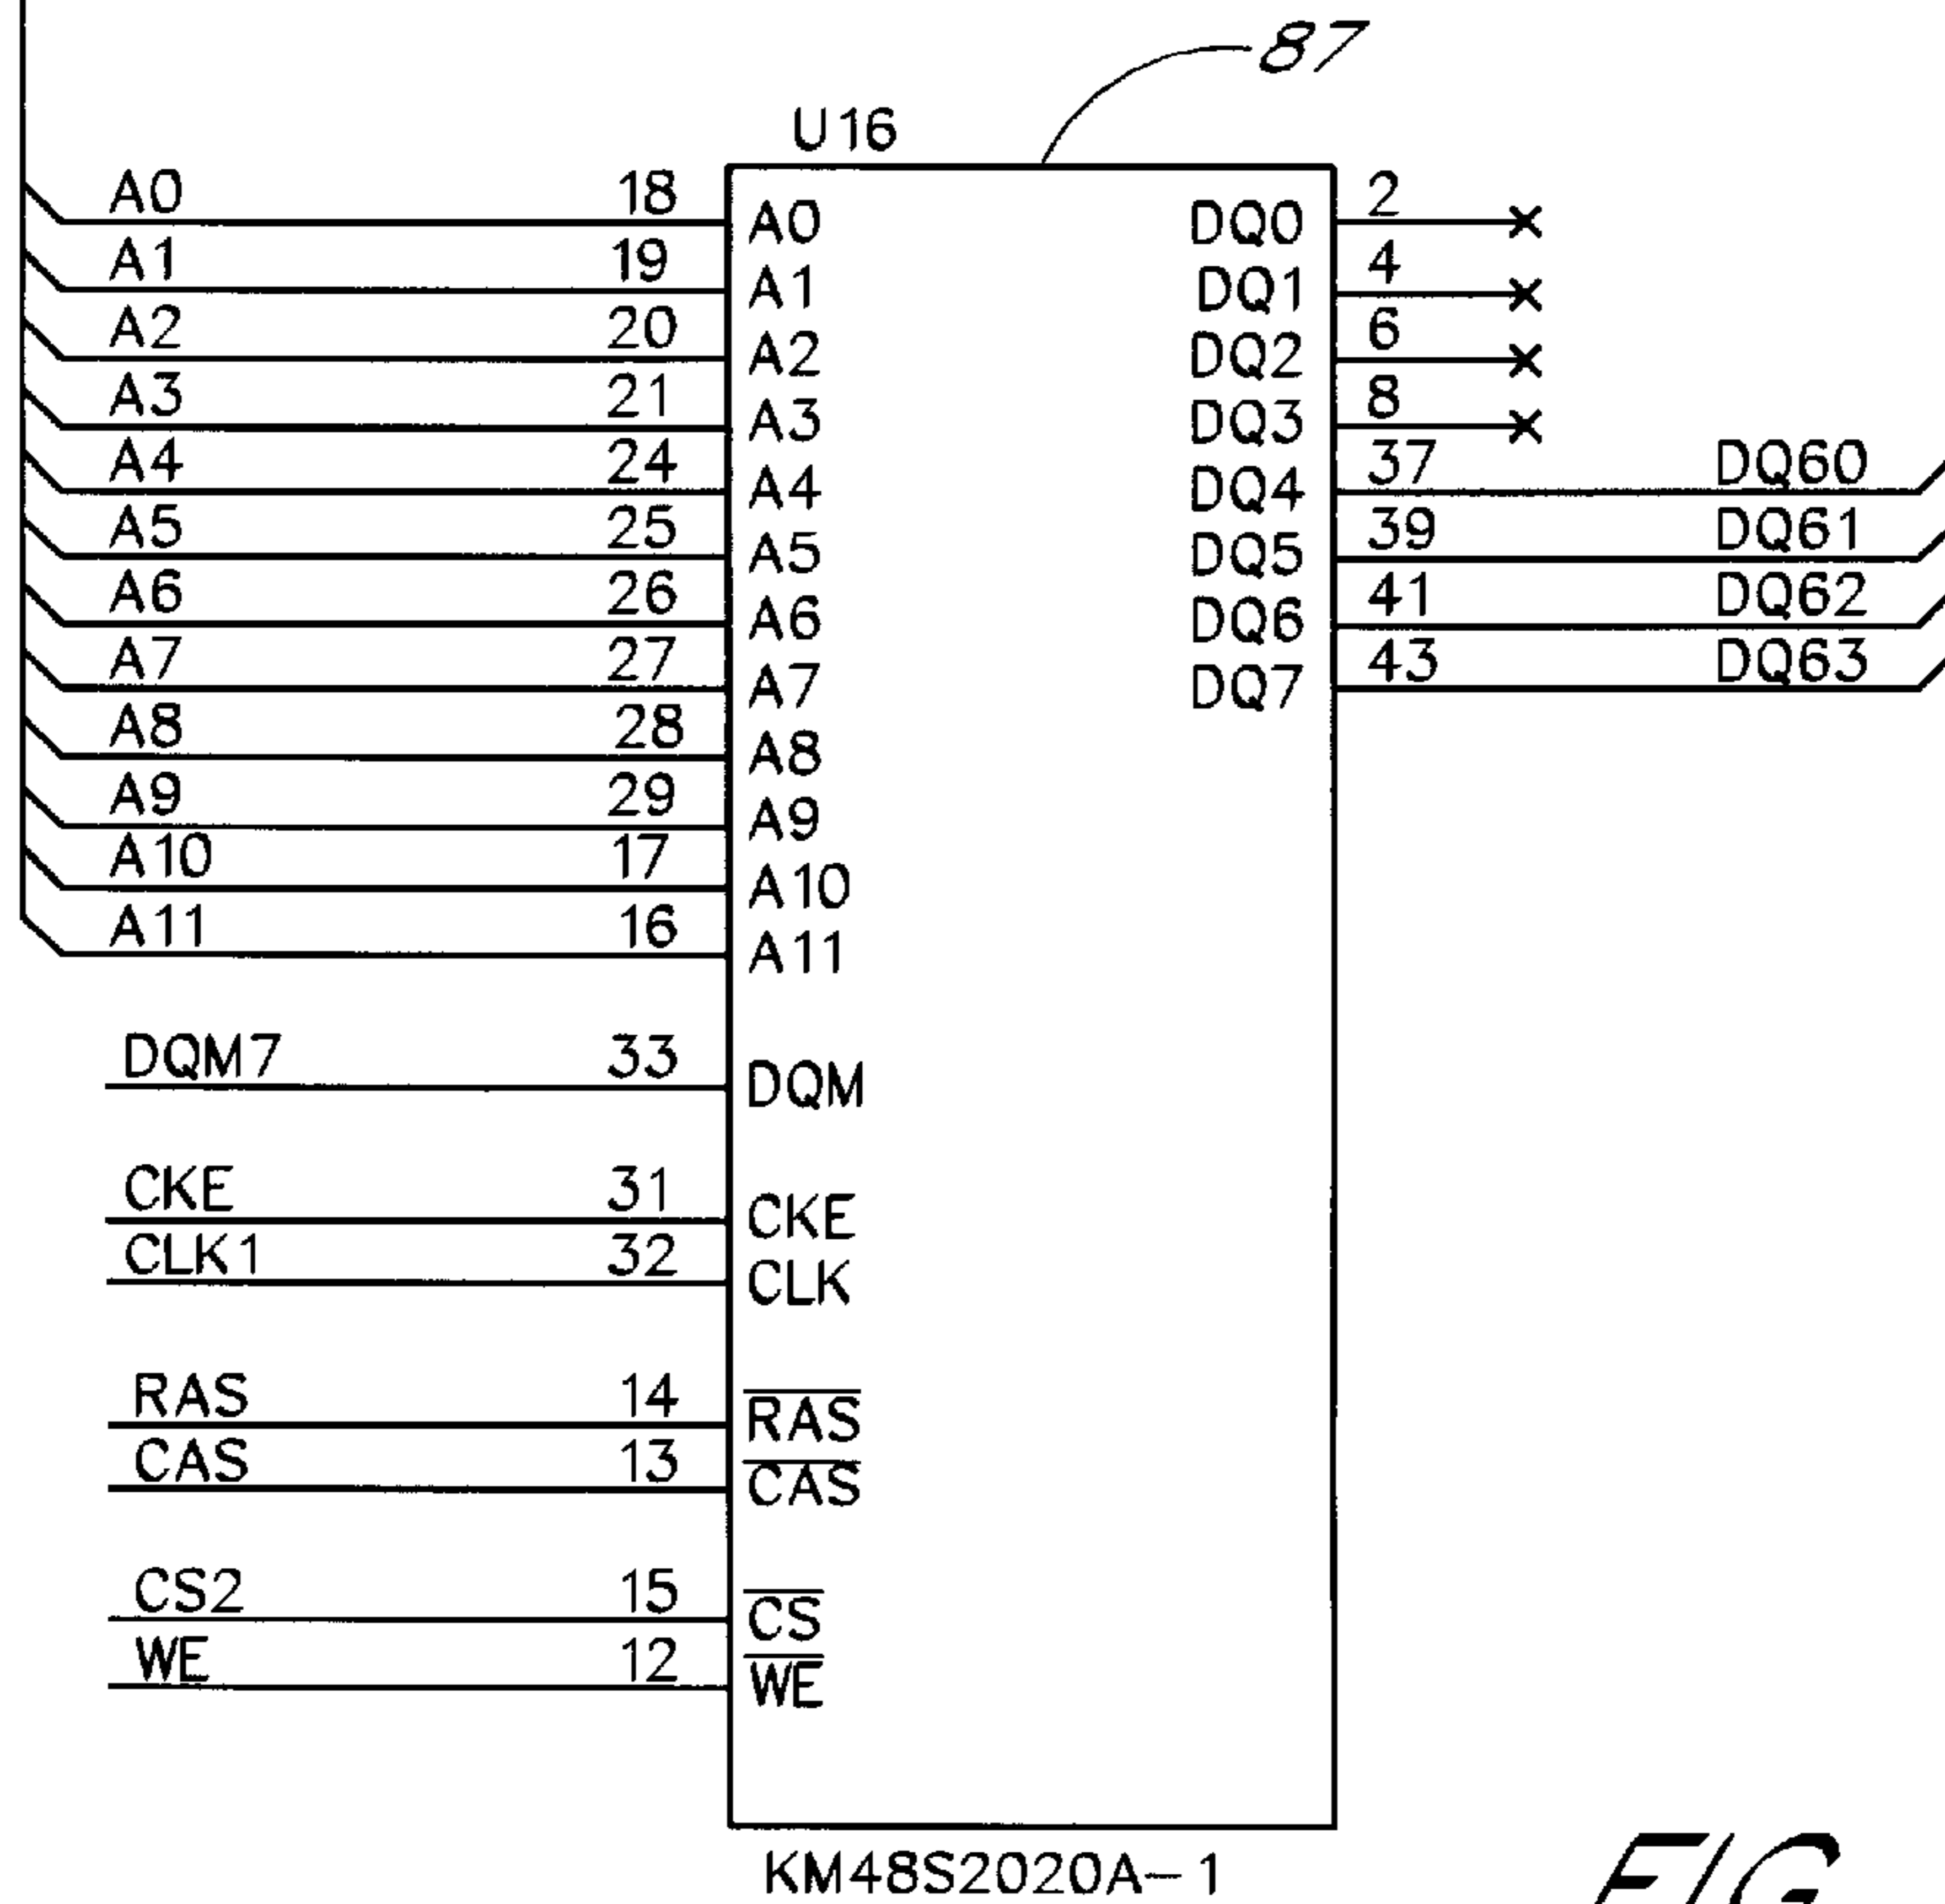 87
U16
A0 18 A0 DQ0 2
A1 19 A1 DQ1 4
A2 20 A2 DQ2 6
A3 21 A3 DQ3 8
A4 24 A4 DQ4 37 DQ60
A5 25 A5 DQ5 39 DQ61
A6 26 A6 DQ6 41 DQ62
A7 27 A7 DQ7 43 DQ63
A8 28 A8
A9 29 A9
A10 17 A10
A11 16 A11
DQM7 33 DQM
CKE 31 CKE
CLK1 32 CLK
RAS 14 R̅A̅S̅
CAS 13 C̅A̅S̅
CS2 15 C̅S̅
WE 12 W̅E̅
KM48S2020A-1
FIG